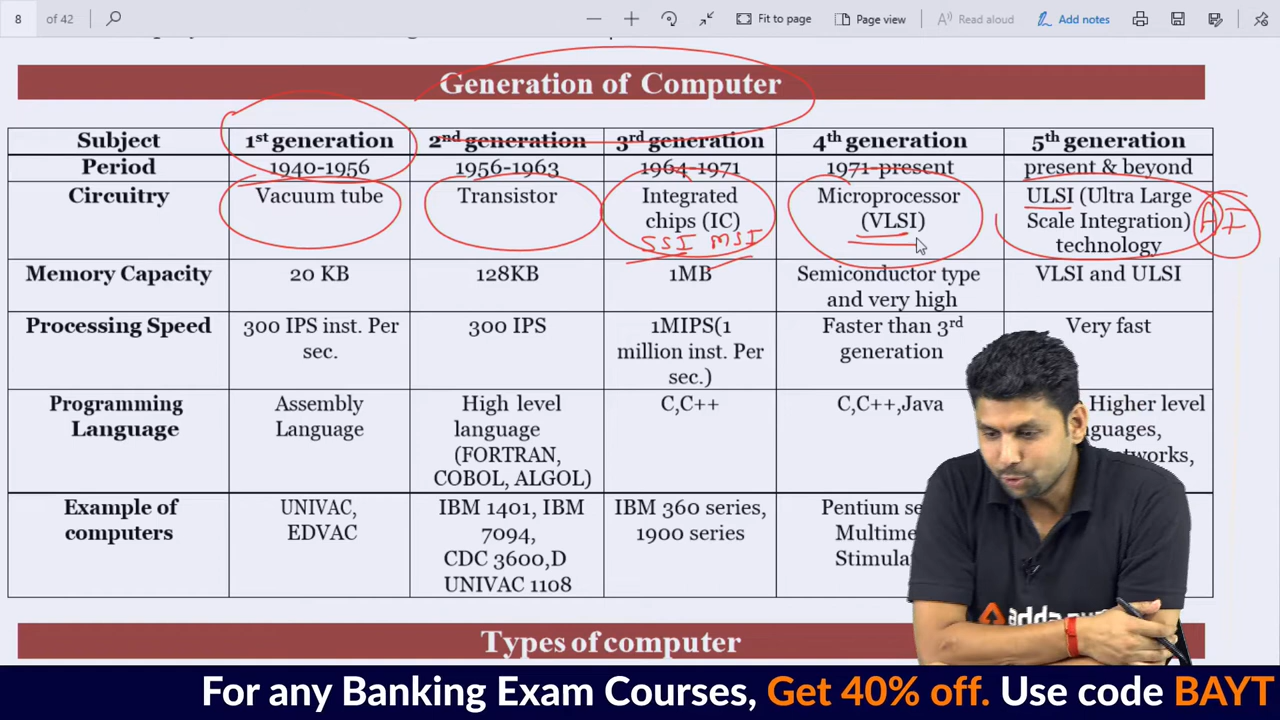 8 of 42
Fit to page
Page view
Read aloud
Add notes
Generation of Computer
Subject 1st generation 2nd generation 3rd generation 4th generation 5th generation
Period 1940-1956 1956-1963 1964-1971 1971-present present & beyond
Circuitry Vacuum tube Transistor Integrated Microprocessor ULSI (Ultra Large
chips (IC) (VLSI) Scale Integration) AI
SSI MSI technology
Memory Capacity 20 KB 128KB 1MB Semiconductor type VLSI and ULSI
and very high
Processing Speed 300 IPS inst. Per 300 IPS 1MIPS(1 Faster than 3rd Very fast
sec. million inst. Per generation
sec.)
Programming Assembly High level C,C++ C,C++,Java Higher level
Language Language language
(FORTRAN,
COBOL, ALGOL)
Example of UNIVAC, IBM 1401, IBM IBM 360 series, Pentium
computers EDVAC 7094, 1900 series
CDC 3600,D
UNIVAC 1108
Types of computer
For any Banking Exam Courses, Get 40% off. Use code BAYT